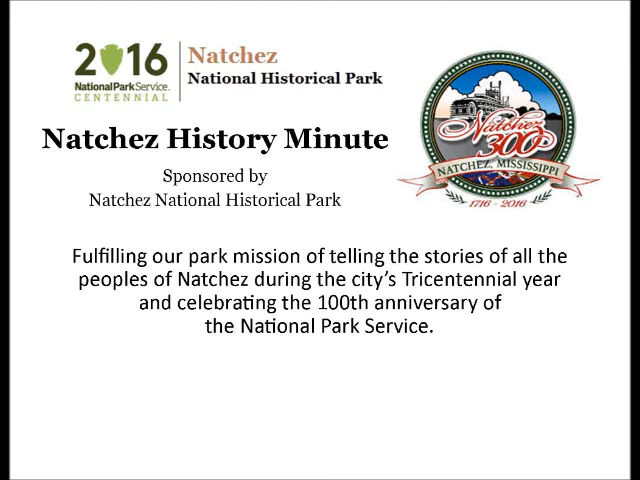 2016
National Park Service®
CENTENNIAL
Natchez
National Historical Park
Natchez History Minute
Sponsored by
Natchez National Historical Park
Natchez
300
NATCHEZ, MISSISSIPPI
1716 - 2016
Fulfilling our park mission of telling the stories of all the
peoples of Natchez during the city's Tricentennial year
and celebrating the 100th anniversary of
the National Park Service.